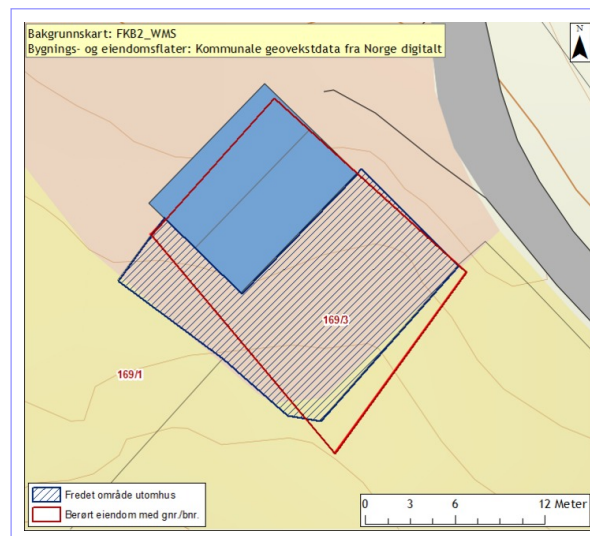 Bakgrunnskart: FKB2_WMS
Bygnings- og eiendomsflater: Kommunale geovekstdata fra Norge digitalt
N
169/3
169/1
Fredet område utomhus
Berørt eiendom med gnr./bnr.
0 3 6 12 Meter